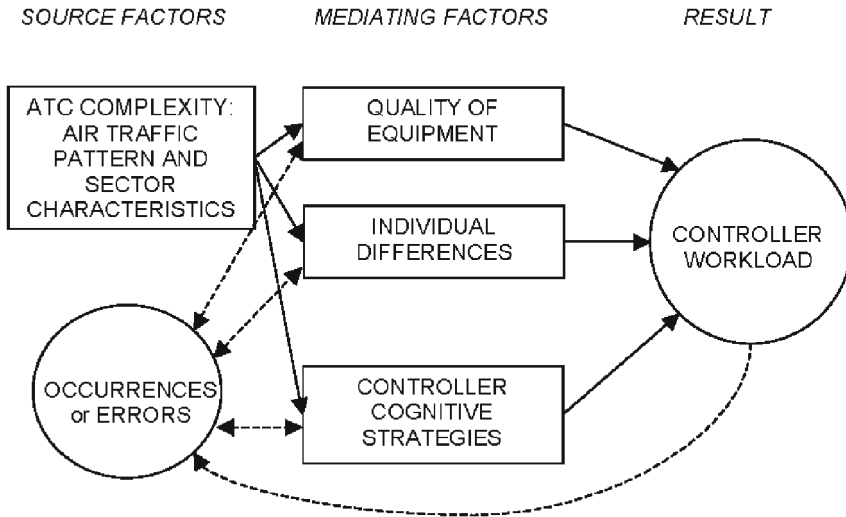 SOURCE FACTORS
MEDIATING FACTORS
RESULT
ATC COMPLEXITY:
AIR TRAFFIC
PATTERN AND
SECTOR
CHARACTERISTICS
QUALITY OF
EQUIPMENT
INDIVIDUAL
DIFFERENCES
CONTROLLER
WORKLOAD
OCCURRENCES
or ERRORS
CONTROLLER
COGNITIVE
STRATEGIES